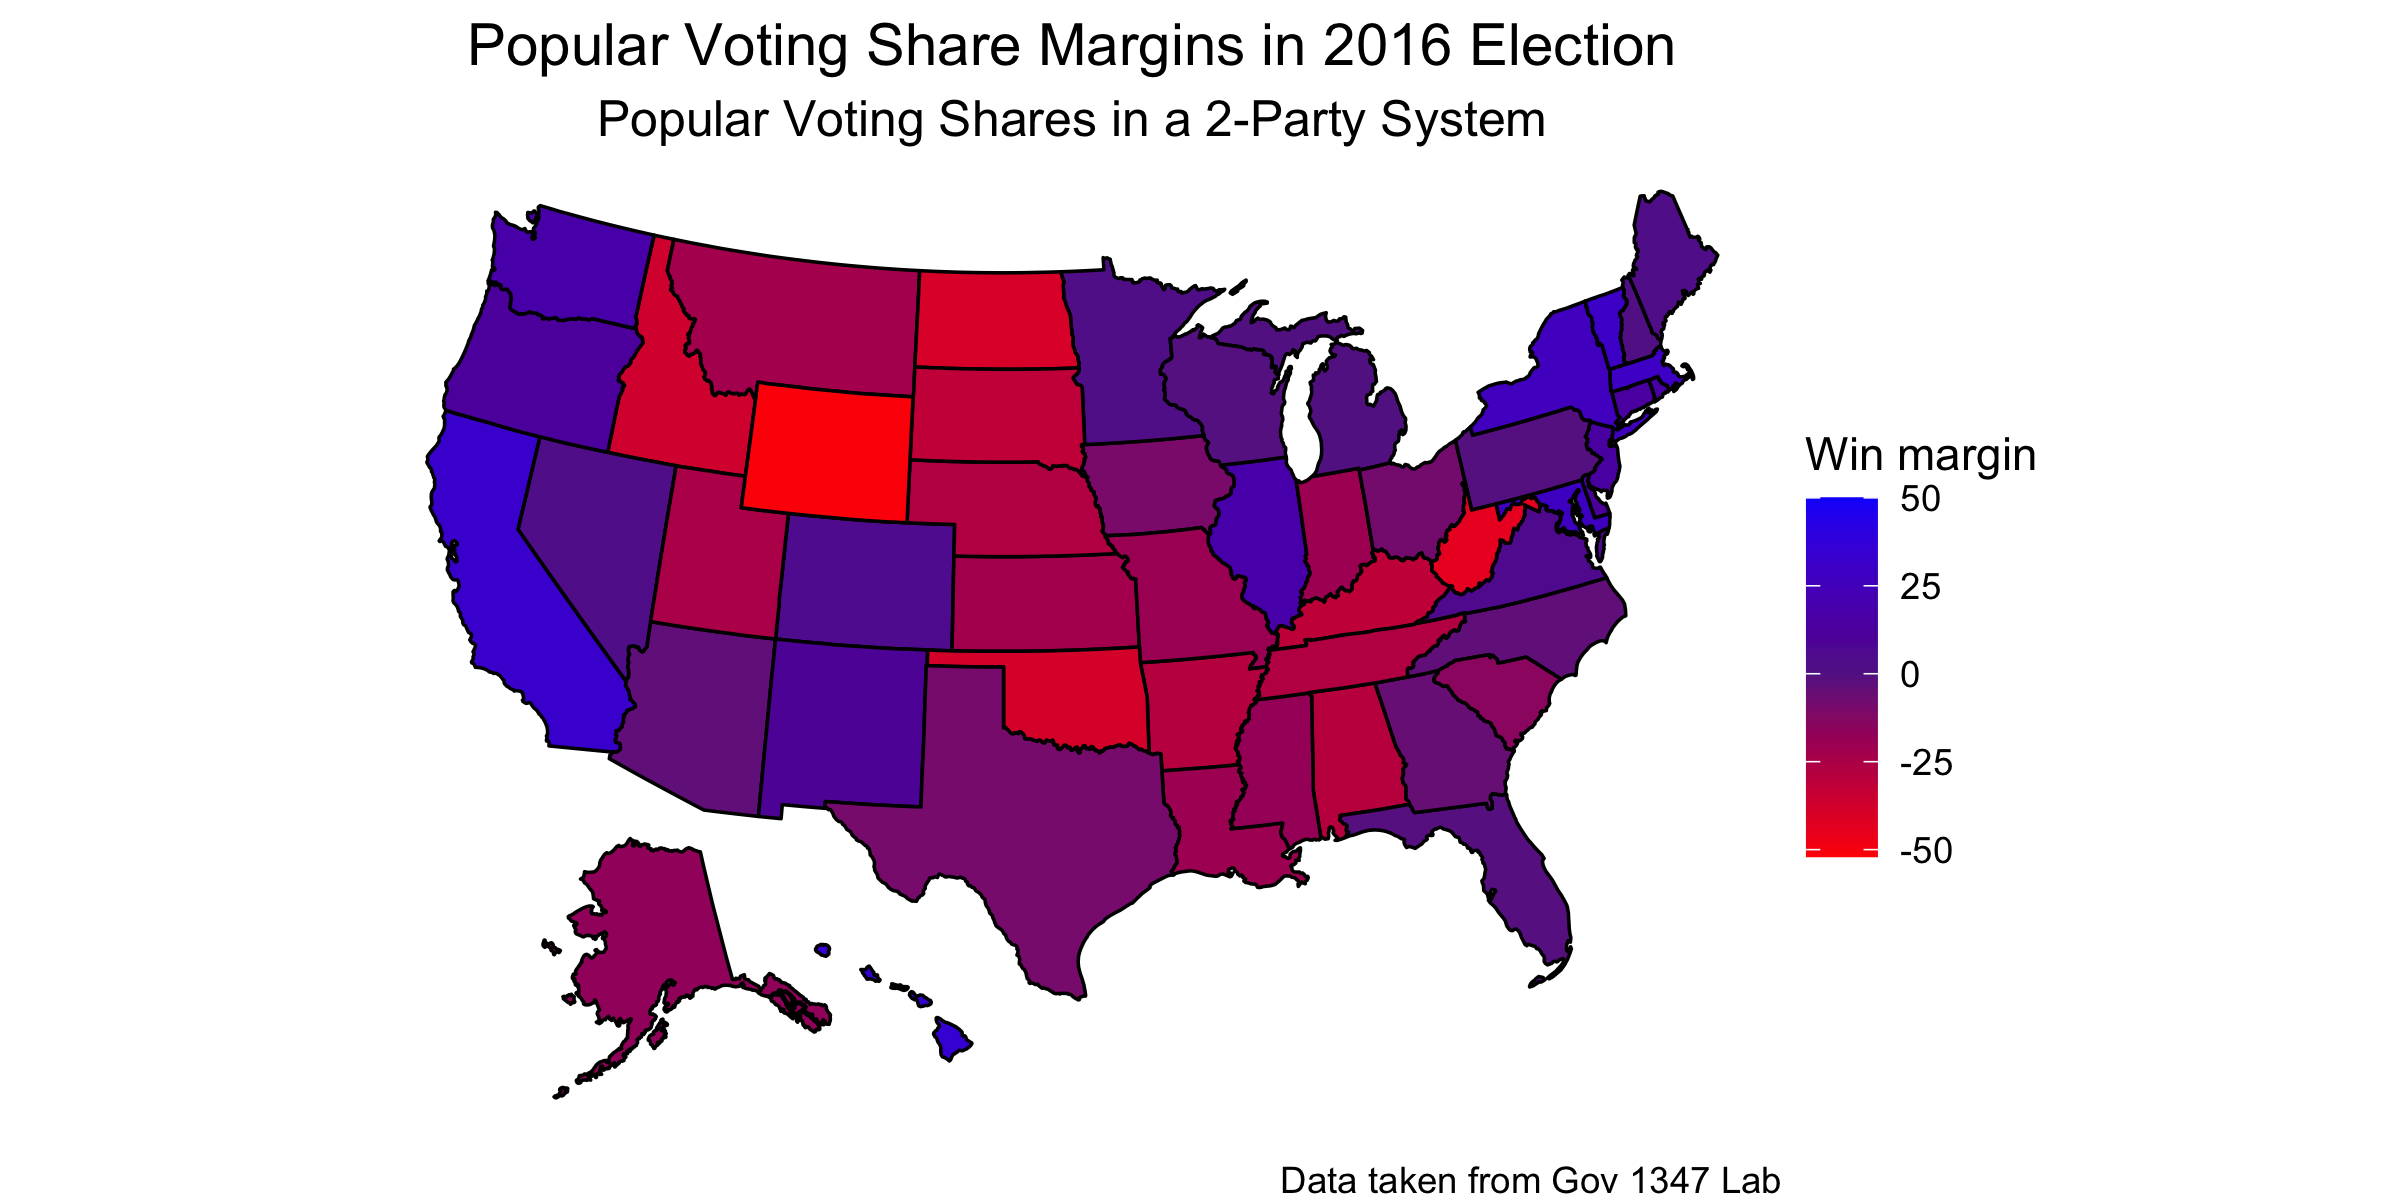 Popular Voting Share Margins in 2016 Election
Popular Voting Shares in a 2-Party System
Win margin
50
25
0
-25
-50
Data taken from Gov 1347 Lab